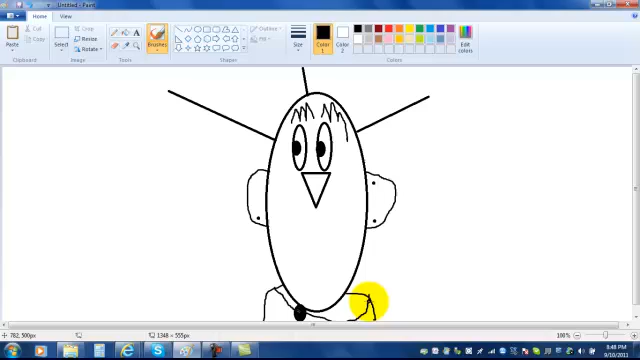 Untitled - Paint
Home
View
Paste
Cut
Copy
Clipboard
Select
Crop
Resize
Rotate
Image
Tools
Brushes
Shapes
Outline
Fill
Size
Color 1
Color 2
Edit colors
Colors
782, 500px
1348 × 555px
100%
8:48 PM
9/10/2011